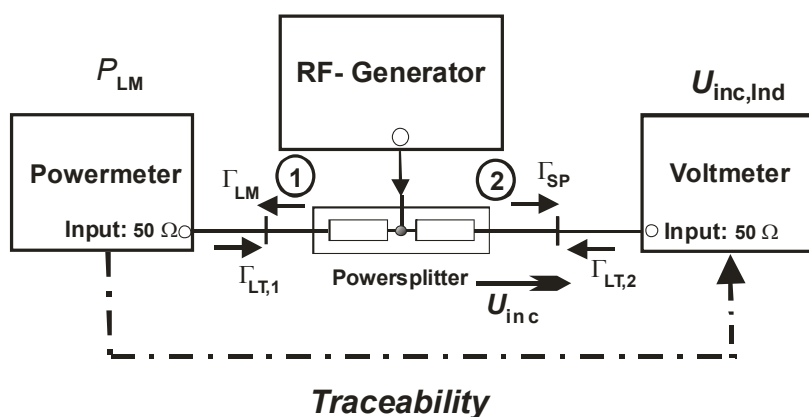 P_LM
RF- Generator
U_inc,Ind
Powermeter
Voltmeter
Γ_LM
1
2
Γ_SP
Input: 50 Ω
Input: 50 Ω
Γ_LT,1
Powersplitter
Γ_LT,2
U_inc
Traceability